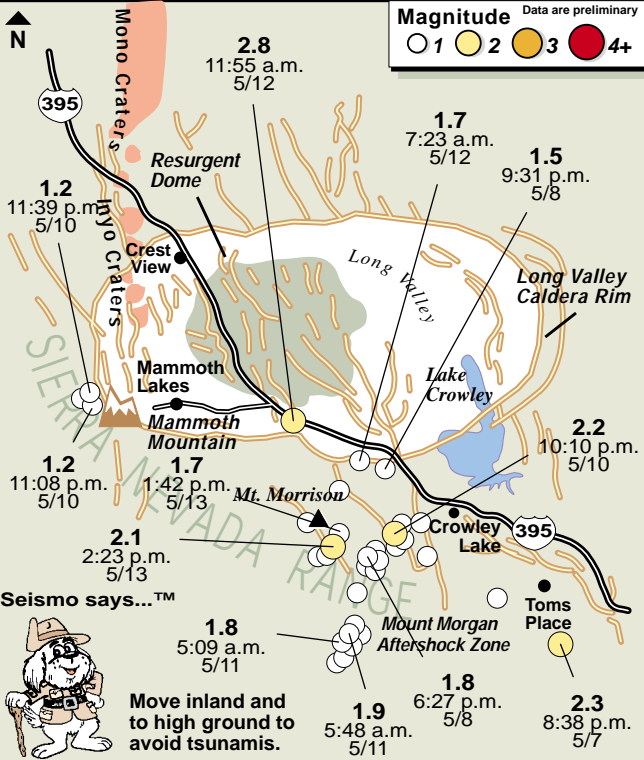 Data are preliminary
Magnitude
1 2 3 4+
N
Mono Craters
395
2.8
11:55 a.m.
5/12
1.7
7:23 a.m.
5/12
1.5
9:31 p.m.
5/8
Resurgent
Dome
1.2
11:39 p.m.
5/10
Inyo Craters
Crest
View
Long Valley
Long Valley
Caldera Rim
SIERRA NEVADA RANGE
Mammoth
Lakes
Lake
Crowley
Mammoth
Mountain
2.2
10:10 p.m.
5/10
1.2
11:08 p.m.
5/10
1.7
1:42 p.m.
5/13
Mt. Morrison
2.1
2:23 p.m.
5/13
Crowley
Lake
395
Toms
Place
Mount Morgan
Aftershock Zone
Seismo says...™
Move inland and
to high ground to
avoid tsunamis.
1.8
5:09 a.m.
5/11
1.9
5:48 a.m.
5/11
1.8
6:27 p.m.
5/8
2.3
8:38 p.m.
5/7